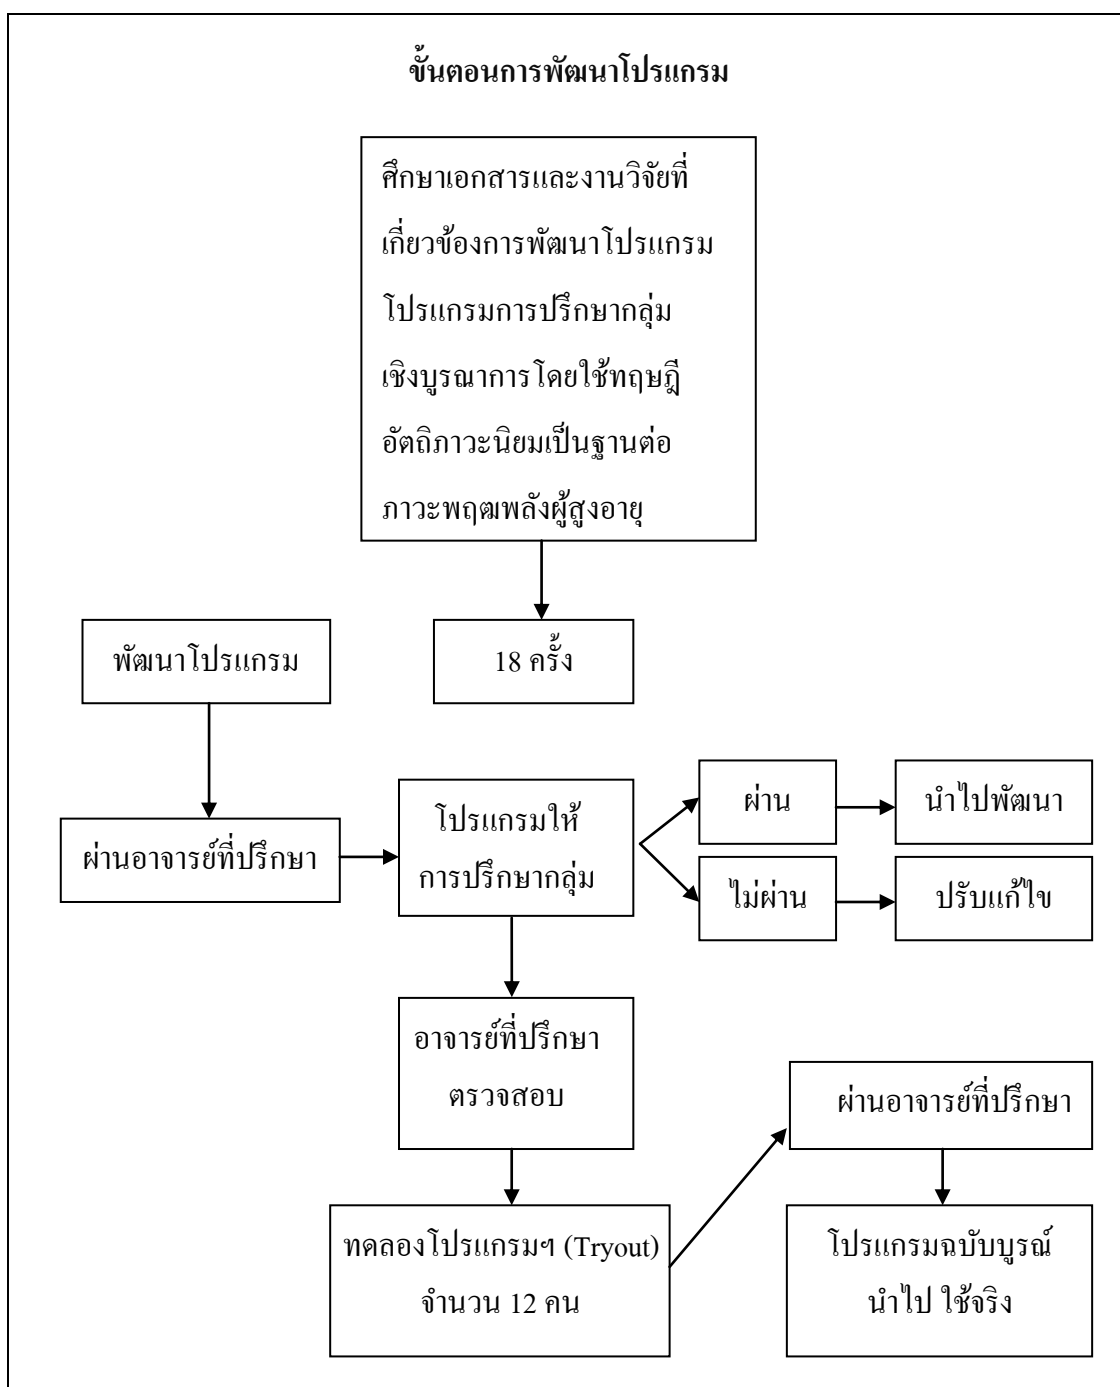 ขั้นตอนการพัฒนาโปรแกรม
ศึกษาเอกสารและงานวิจัยที่
เกี่ยวข้องการพัฒนาโปรแกรม
โปรแกรมการปรึกษากลุ่ม
เชิงบูรณาการโดยใช้ทฤษฎี
อัตถิภาวะนิยมเป็นฐานต่อ
ภาวะพฤฒพลังผู้สูงอายุ
พัฒนาโปรแกรม
18 ครั้ง
ผ่านอาจารย์ที่ปรึกษา
โปรแกรมให้
การปรึกษากลุ่ม
ผ่าน
นำไปพัฒนา
ไม่ผ่าน
ปรับแก้ไข
อาจารย์ที่ปรึกษา
ตรวจสอบ
ผ่านอาจารย์ที่ปรึกษา
ทดลองโปรแกรมฯ (Tryout)
จำนวน 12 คน
โปรแกรมฉบับบูรณ์
นำไป ใช้จริง